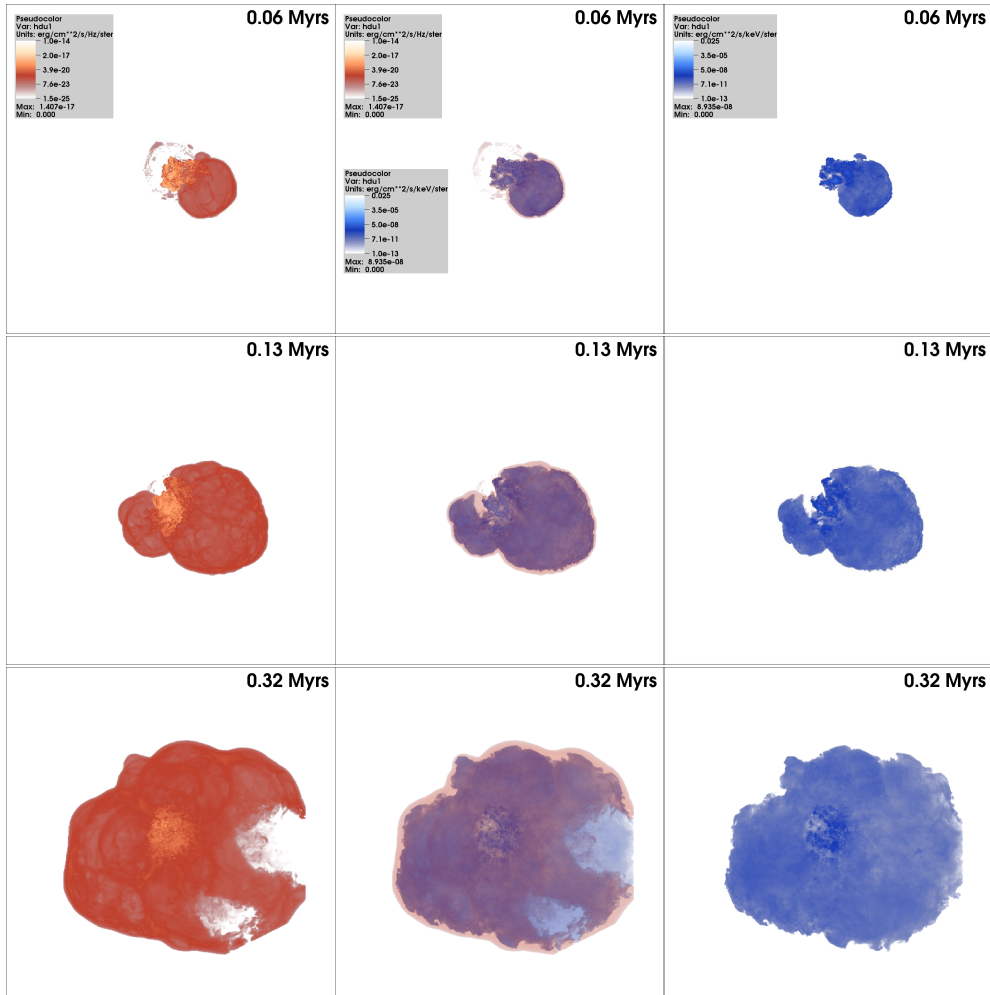 0.06 Myrs
Pseudocolor
Var: hdu1
Units: erg/cm**2/s/Hz/ster
1.0e-14
2.0e-17
3.9e-20
7.6e-23
1.5e-25
Max: 1.407e-17
Min: 0.000
0.06 Myrs
Pseudocolor
Var: hdu1
Units: erg/cm**2/s/Hz/ster
1.0e-14
2.0e-17
3.9e-20
7.6e-23
1.5e-25
Max: 1.407e-17
Min: 0.000
Pseudocolor
Var: hdu1
Units: erg/cm**2/s/keV/ster
0.025
3.5e-05
5.0e-08
7.1e-11
1.0e-13
Max: 8.935e-08
Min: 0.000
0.06 Myrs
Pseudocolor
Var: hdu1
Units: erg/cm**2/s/keV/ster
0.025
3.5e-05
5.0e-08
7.1e-11
1.0e-13
Max: 8.935e-08
Min: 0.000
0.13 Myrs
0.13 Myrs
0.13 Myrs
0.32 Myrs
0.32 Myrs
0.32 Myrs